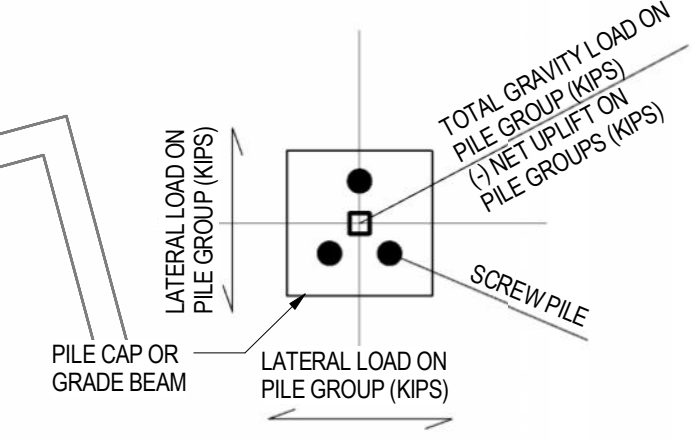 TOTAL GRAVITY LOAD ON
PILE GROUP (KIPS)
(-) NET UPLIFT ON
PILE GROUPS (KIPS)
LATERAL LOAD ON
PILE GROUP (KIPS)
SCREW PILE
PILE CAP OR
GRADE BEAM
LATERAL LOAD ON
PILE GROUP (KIPS)